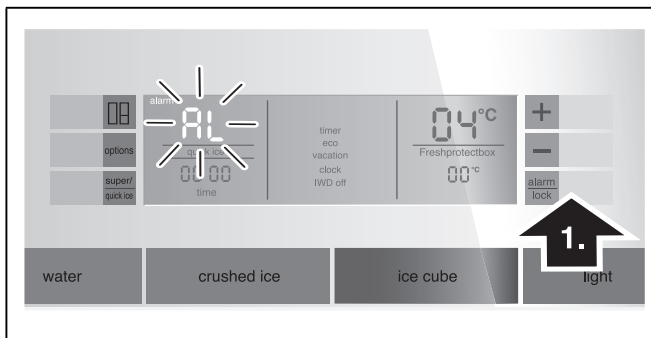 alarm
AL
04°C
+
options
quick ice
timer
eco
vacation
clock
IWD off
Freshprotectbox
−
super/
quick ice
00:00
time
00°C
alarm
lock
1.
water
crushed ice
ice cube
light